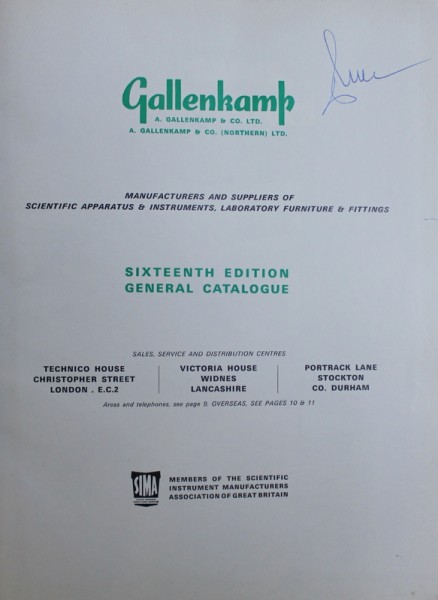 Gallenkamp
A. GALLENKAMP & CO. LTD.
A. GALLENKAMP & CO. (NORTHERN) LTD.
MANUFACTURERS AND SUPPLIERS OF
SCIENTIFIC APPARATUS & INSTRUMENTS, LABORATORY FURNITURE & FITTINGS
SIXTEENTH EDITION
GENERAL CATALOGUE
SALES, SERVICE AND DISTRIBUTION CENTRES
TECHNICO HOUSE
CHRISTOPHER STREET
LONDON . E.C.2
VICTORIA HOUSE
WIDNES
LANCASHIRE
PORTRACK LANE
STOCKTON
CO. DURHAM
Areas and telephones, see page 9. OVERSEAS, SEE PAGES 10 & 11
SIMA
MEMBERS OF THE SCIENTIFIC
INSTRUMENT MANUFACTURERS
ASSOCIATION OF GREAT BRITAIN